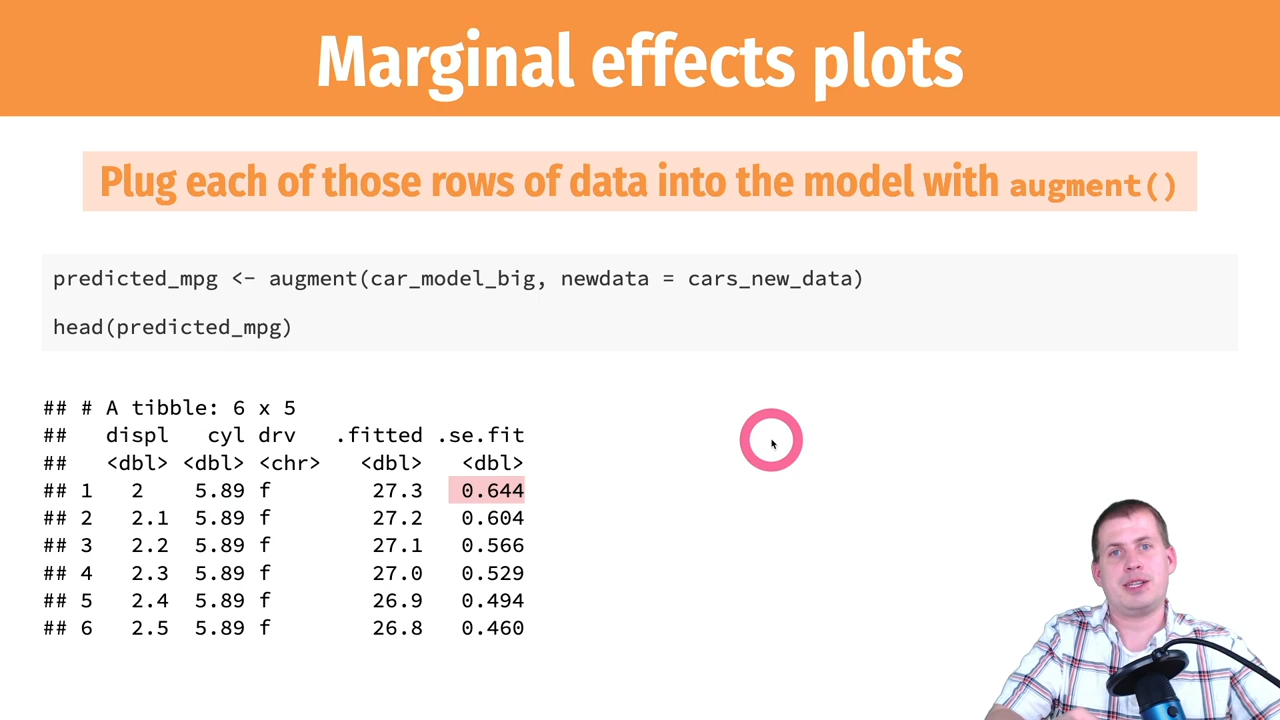 Marginal effects plots
Plug each of those rows of data into the model with augment()
predicted_mpg <- augment(car_model_big, newdata = cars_new_data)
head(predicted_mpg)
## # A tibble: 6 x 5
##   displ   cyl drv   .fitted .se.fit
##   <dbl> <dbl> <chr>   <dbl>   <dbl>
## 1   2    5.89 f        27.3   0.644
## 2   2.1  5.89 f        27.2   0.604
## 3   2.2  5.89 f        27.1   0.566
## 4   2.3  5.89 f        27.0   0.529
## 5   2.4  5.89 f        26.9   0.494
## 6   2.5  5.89 f        26.8   0.460